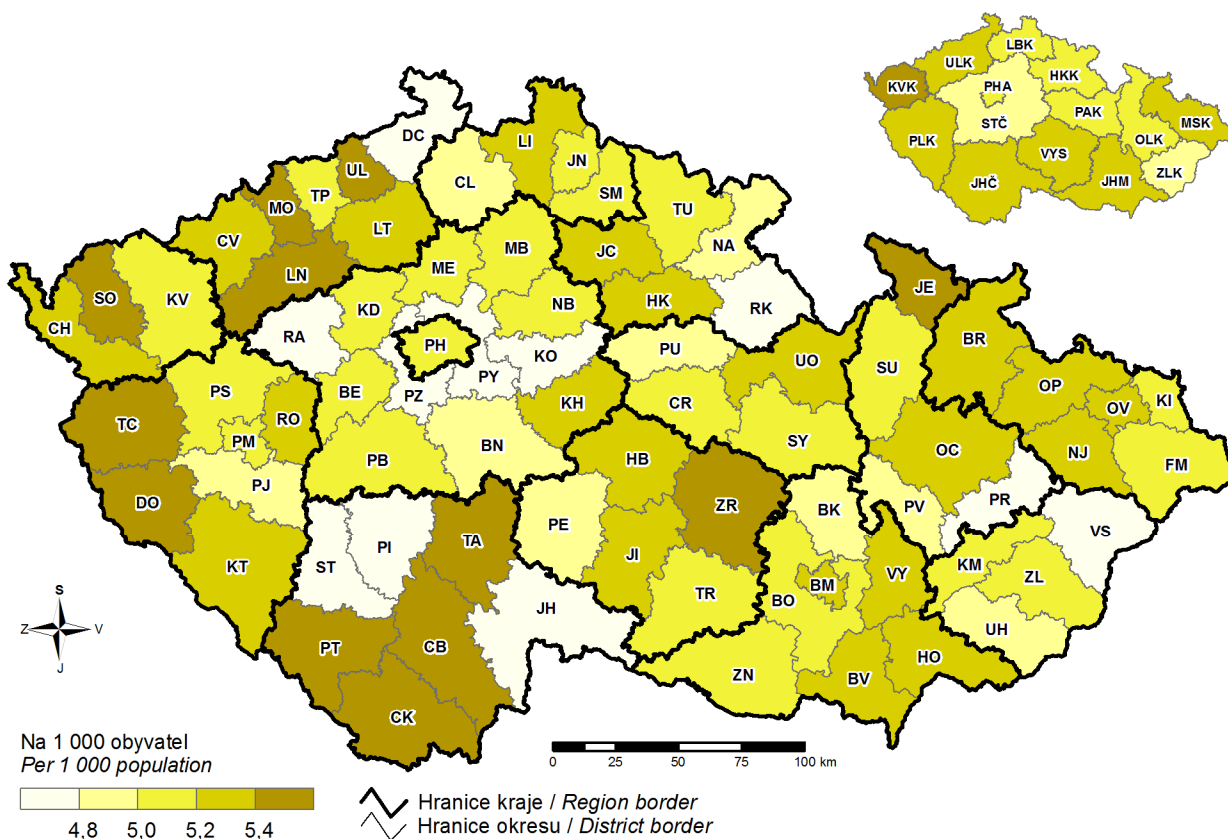 LBK
ULK
HKK
KVK
PHA
STČ
PAK
MSK
PLK
OLK
VYS
ZLK
JHČ
JHM
DC
LI
JN
UL
CL
TP
SM
MO
TU
LT
CV
MB
NA
JC
ME
LN
SO
KV
JE
KD
NB
HK
RK
CH
RA
PH
BR
KO
PU
UO
SU
PY
OP
PS
BE
PZ
KH
CR
KI
OV
RO
TC
PM
BN
SY
OC
NJ
PB
HB
FM
PJ
DO
ZR
PR
BK
PV
VS
TA
PE
PI
JI
ST
KT
KM
VY
ZL
BM
TR
BO
JH
UH
PT
CB
HO
ZN
BV
CK
S
Z V
J
Na 1 000 obyvatel
Per 1 000 population
4,8 5,0 5,2 5,4
0 25 50 75 100 km
Hranice kraje / Region border
Hranice okresu / District border